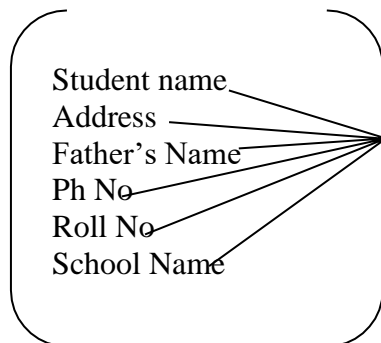 Student name
Address
Father’s Name
Ph No
Roll No
School Name